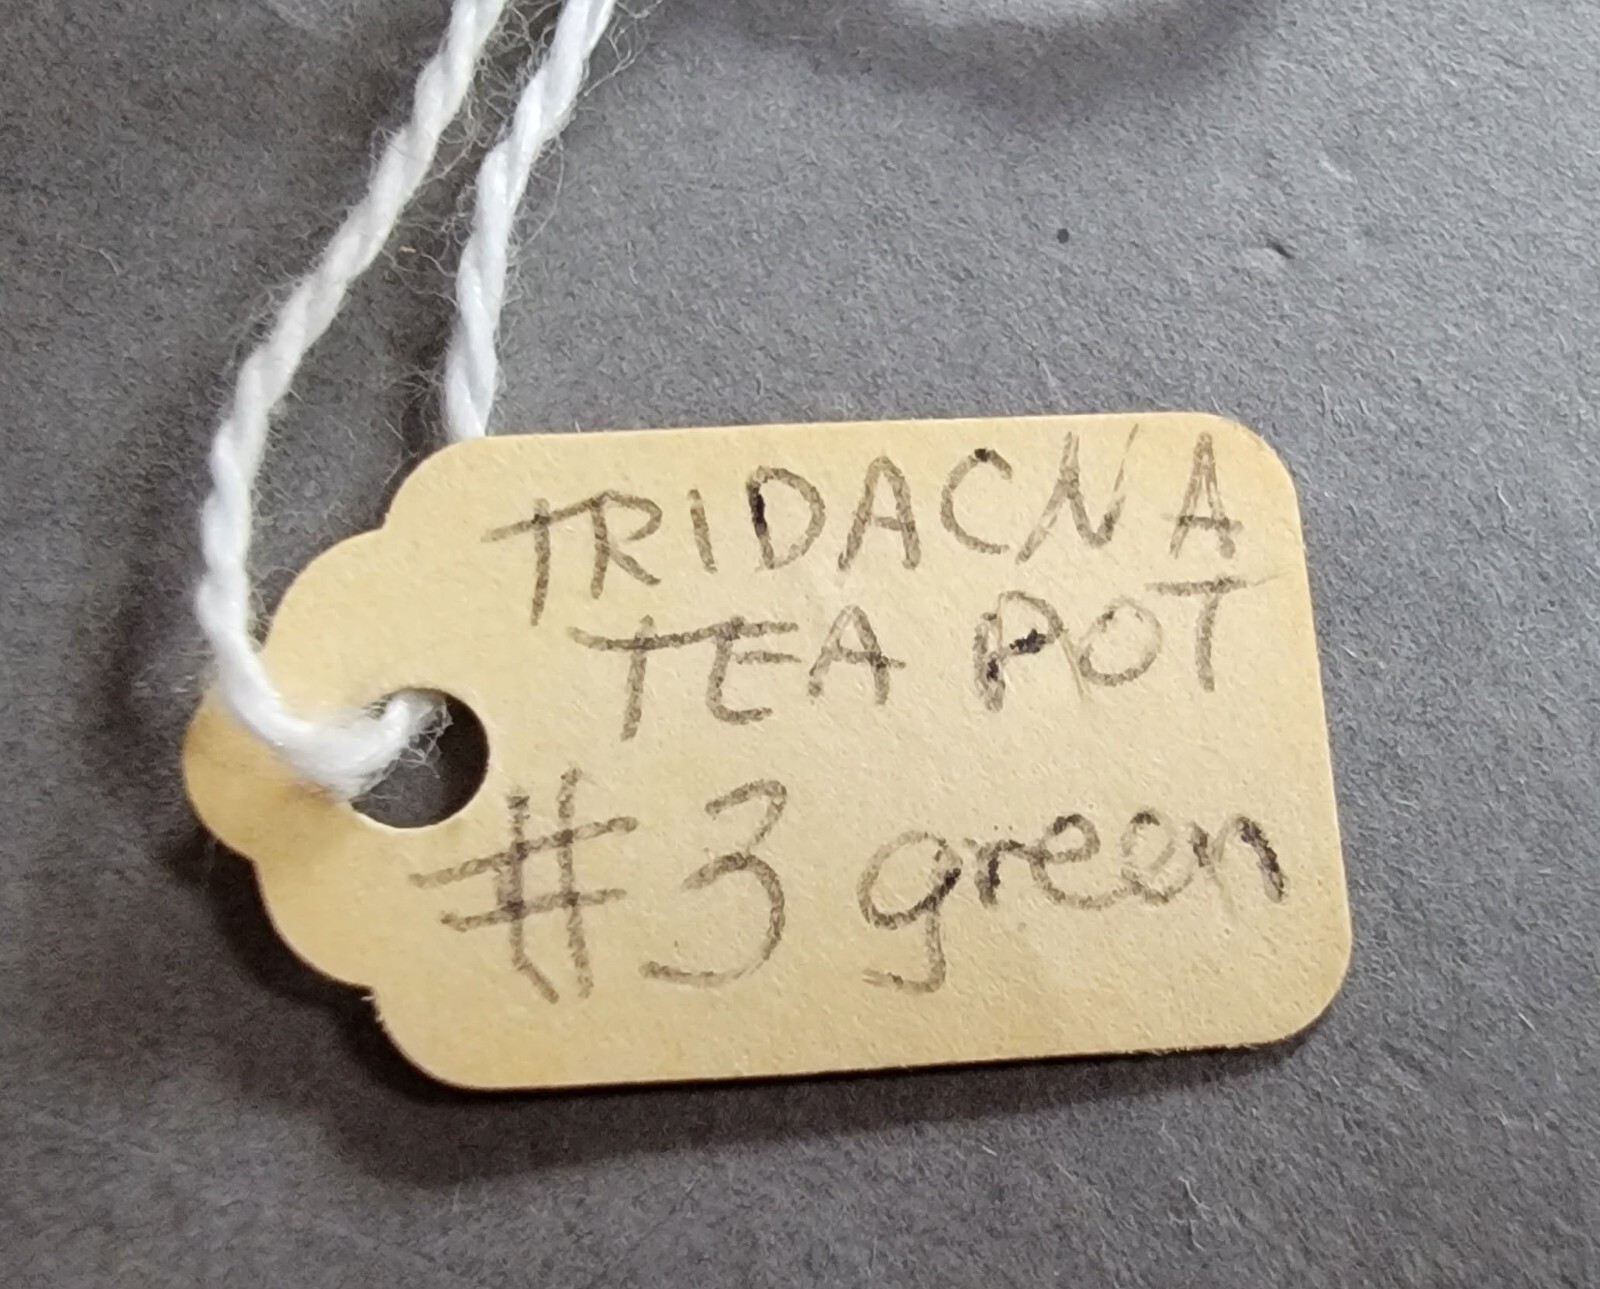 TRIDACNA
TEA POT
#3 green